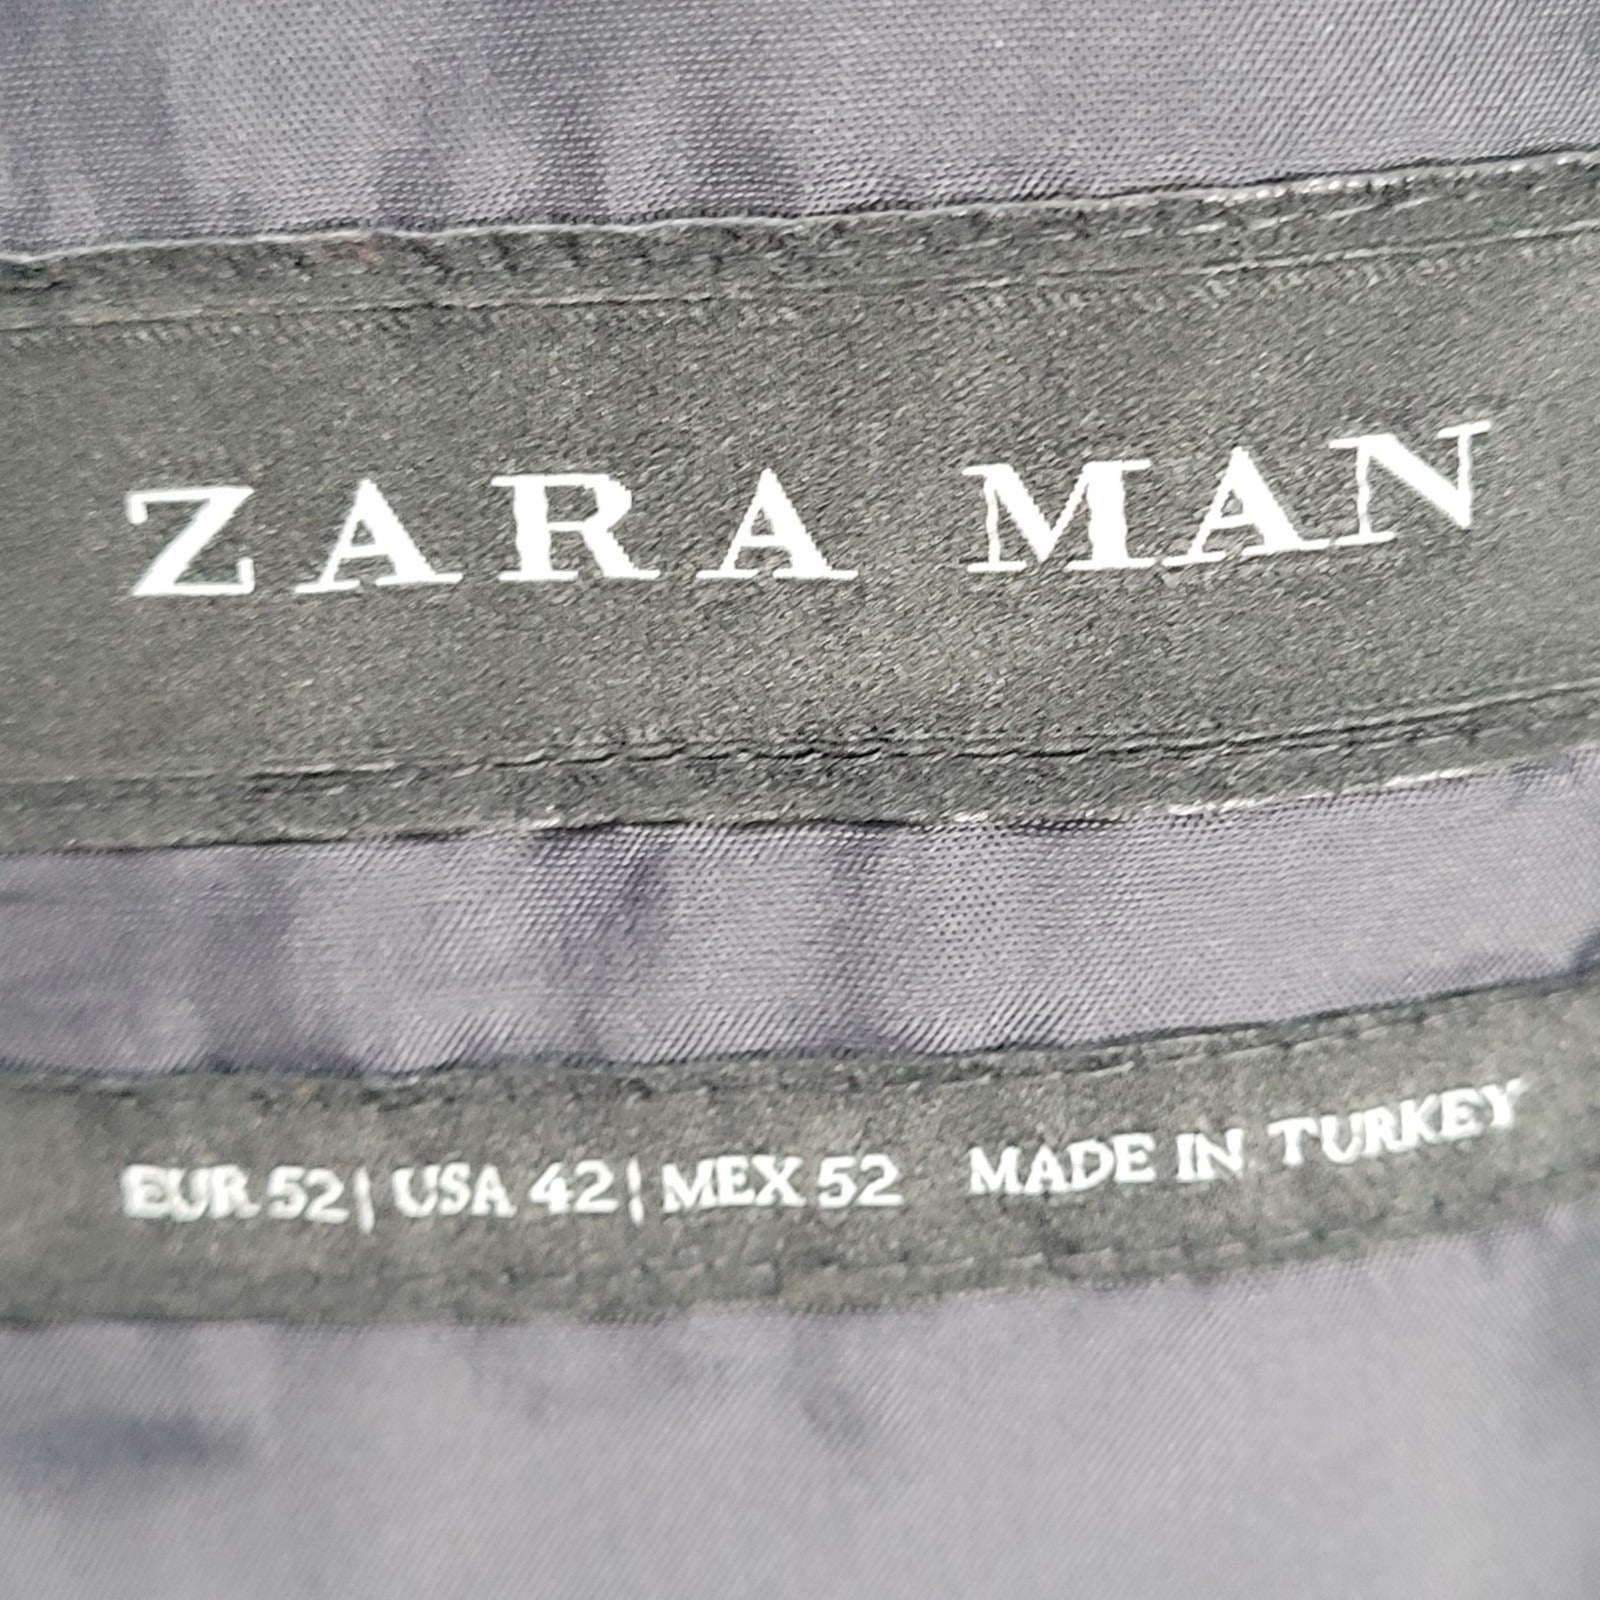 ZARA MAN
EUR 52 | USA 42 | MEX 52 MADE IN TURKEY